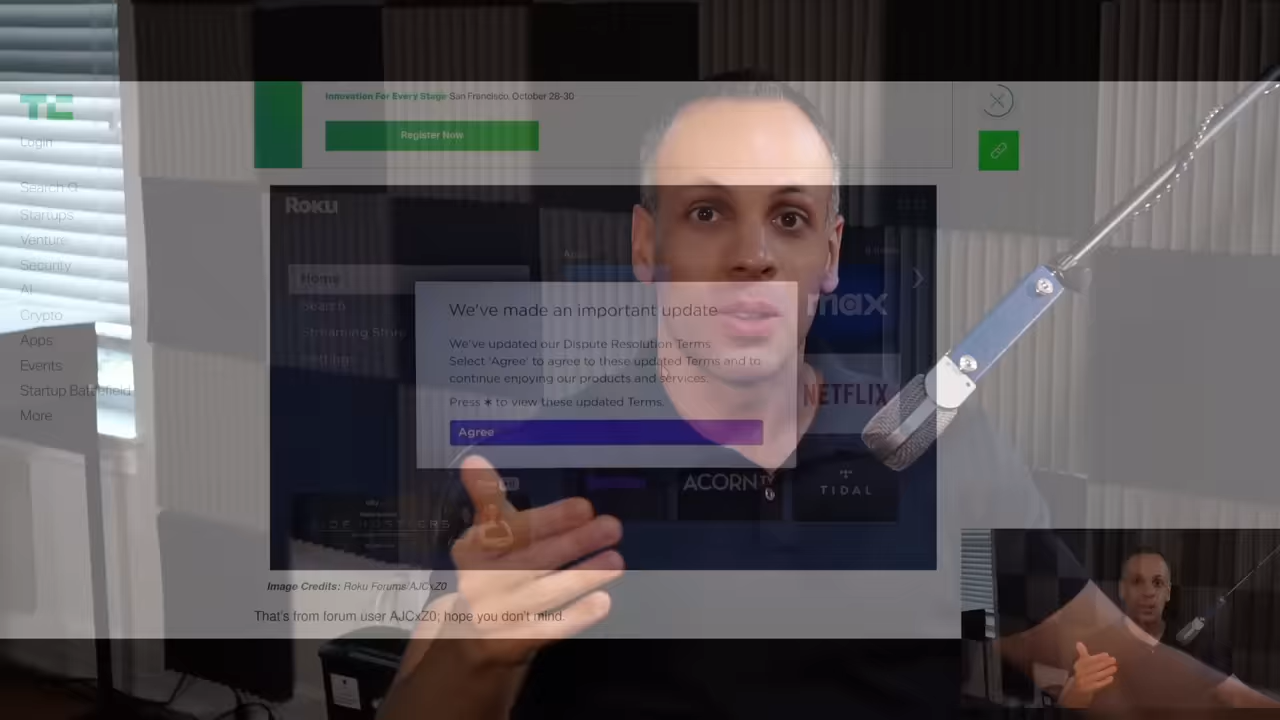 Innovation For Every Stage San Francisco, October 28-30
Register Now
TC
Login
Search
Startups
Venture
Security
AI
Crypto
Apps
Events
Startup Battlefield
More
Roku
Home
Search
Streaming Store
We've made an important update
We've updated our Dispute Resolution Terms.
Select 'Agree' to agree to these updated Terms and to
continue enjoying our products and services.
Press * to view these updated Terms.
Agree
max
NETFLIX
ACORN TV
TIDAL
Image Credits: Roku Forums/AJCxZ0
That's from forum user AJCxZ0; hope you don't mind.